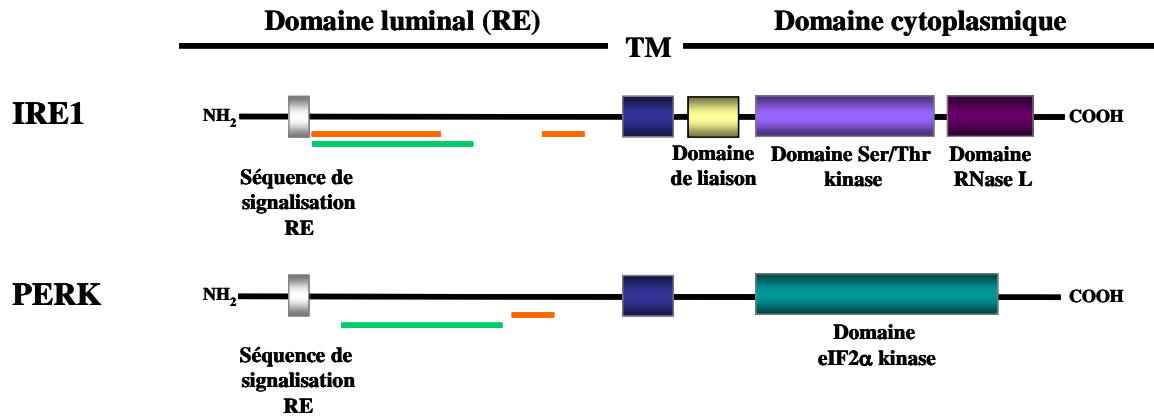 Domaine luminal (RE)
TM
Domaine cytoplasmique
IRE1
NH2
COOH
Séquence de
signalisation
RE
Domaine
de liaison
Domaine Ser/Thr
kinase
Domaine
RNase L
PERK
NH2
COOH
Séquence de
signalisation
RE
Domaine
eIF2α kinase